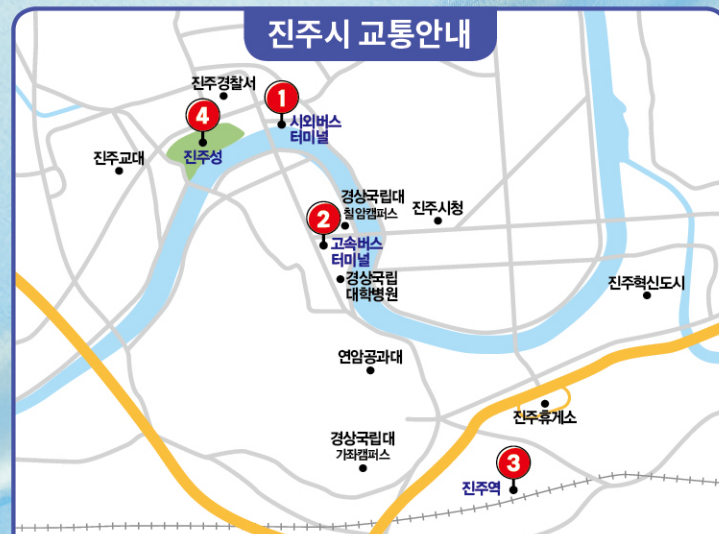 진주시 교통안내
진주경찰서
1
시외버스
터미널
4
진주성
진주교대
경상국립대
칠암캠퍼스
진주시청
2
고속버스
터미널
경상국립
대학병원
진주혁신도시
연암공과대
진주휴게소
경상국립대
가좌캠퍼스
3
진주역